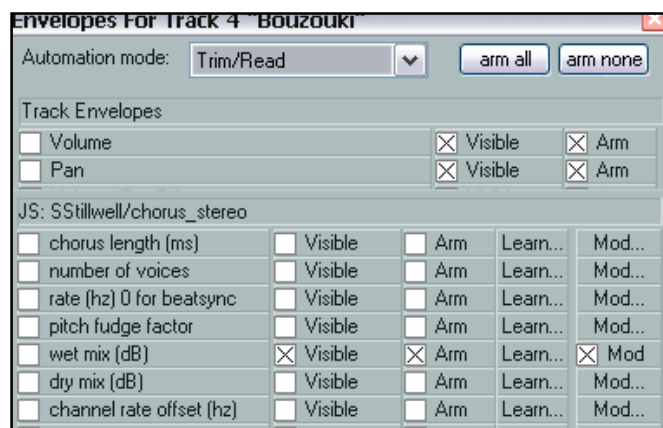 Envelopes For Track 4 "Bouzouki"
Automation mode: Trim/Read arm all arm none
Track Envelopes
Volume Visible Arm
Pan Visible Arm
JS: SStillwell/chorus_stereo
chorus length (ms) Visible Arm Learn... Mod...
number of voices Visible Arm Learn... Mod...
rate (hz) 0 for beatsync Visible Arm Learn... Mod...
pitch fudge factor Visible Arm Learn... Mod...
wet mix (dB) Visible Arm Learn... Mod
dry mix (dB) Visible Arm Learn... Mod...
channel rate offset (hz) Visible Arm Learn... Mod...